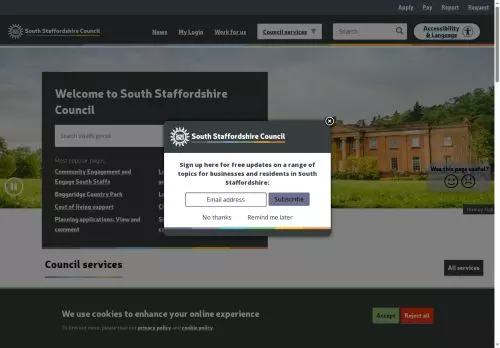 Apply Pay Report Request
South Staffordshire Council
News My Login Work for us Council services Search Accessibility & Language
Welcome to South Staffordshire
Council
Most popular pages
Community Engagement and
Engage South Staffs
Baggeridge Country Park
Cost of living support
Planning applications: View and
comment
South Staffordshire Council
Sign up here for free updates on a range of
topics for businesses and residents in South
Staffordshire:
Email address Subscribe
No thanks Remind me later
Was this page useful?
Council services
All services
We use cookies to enhance your online experience
To find out more, please read our privacy policy and cookie policy.
Accept Reject all